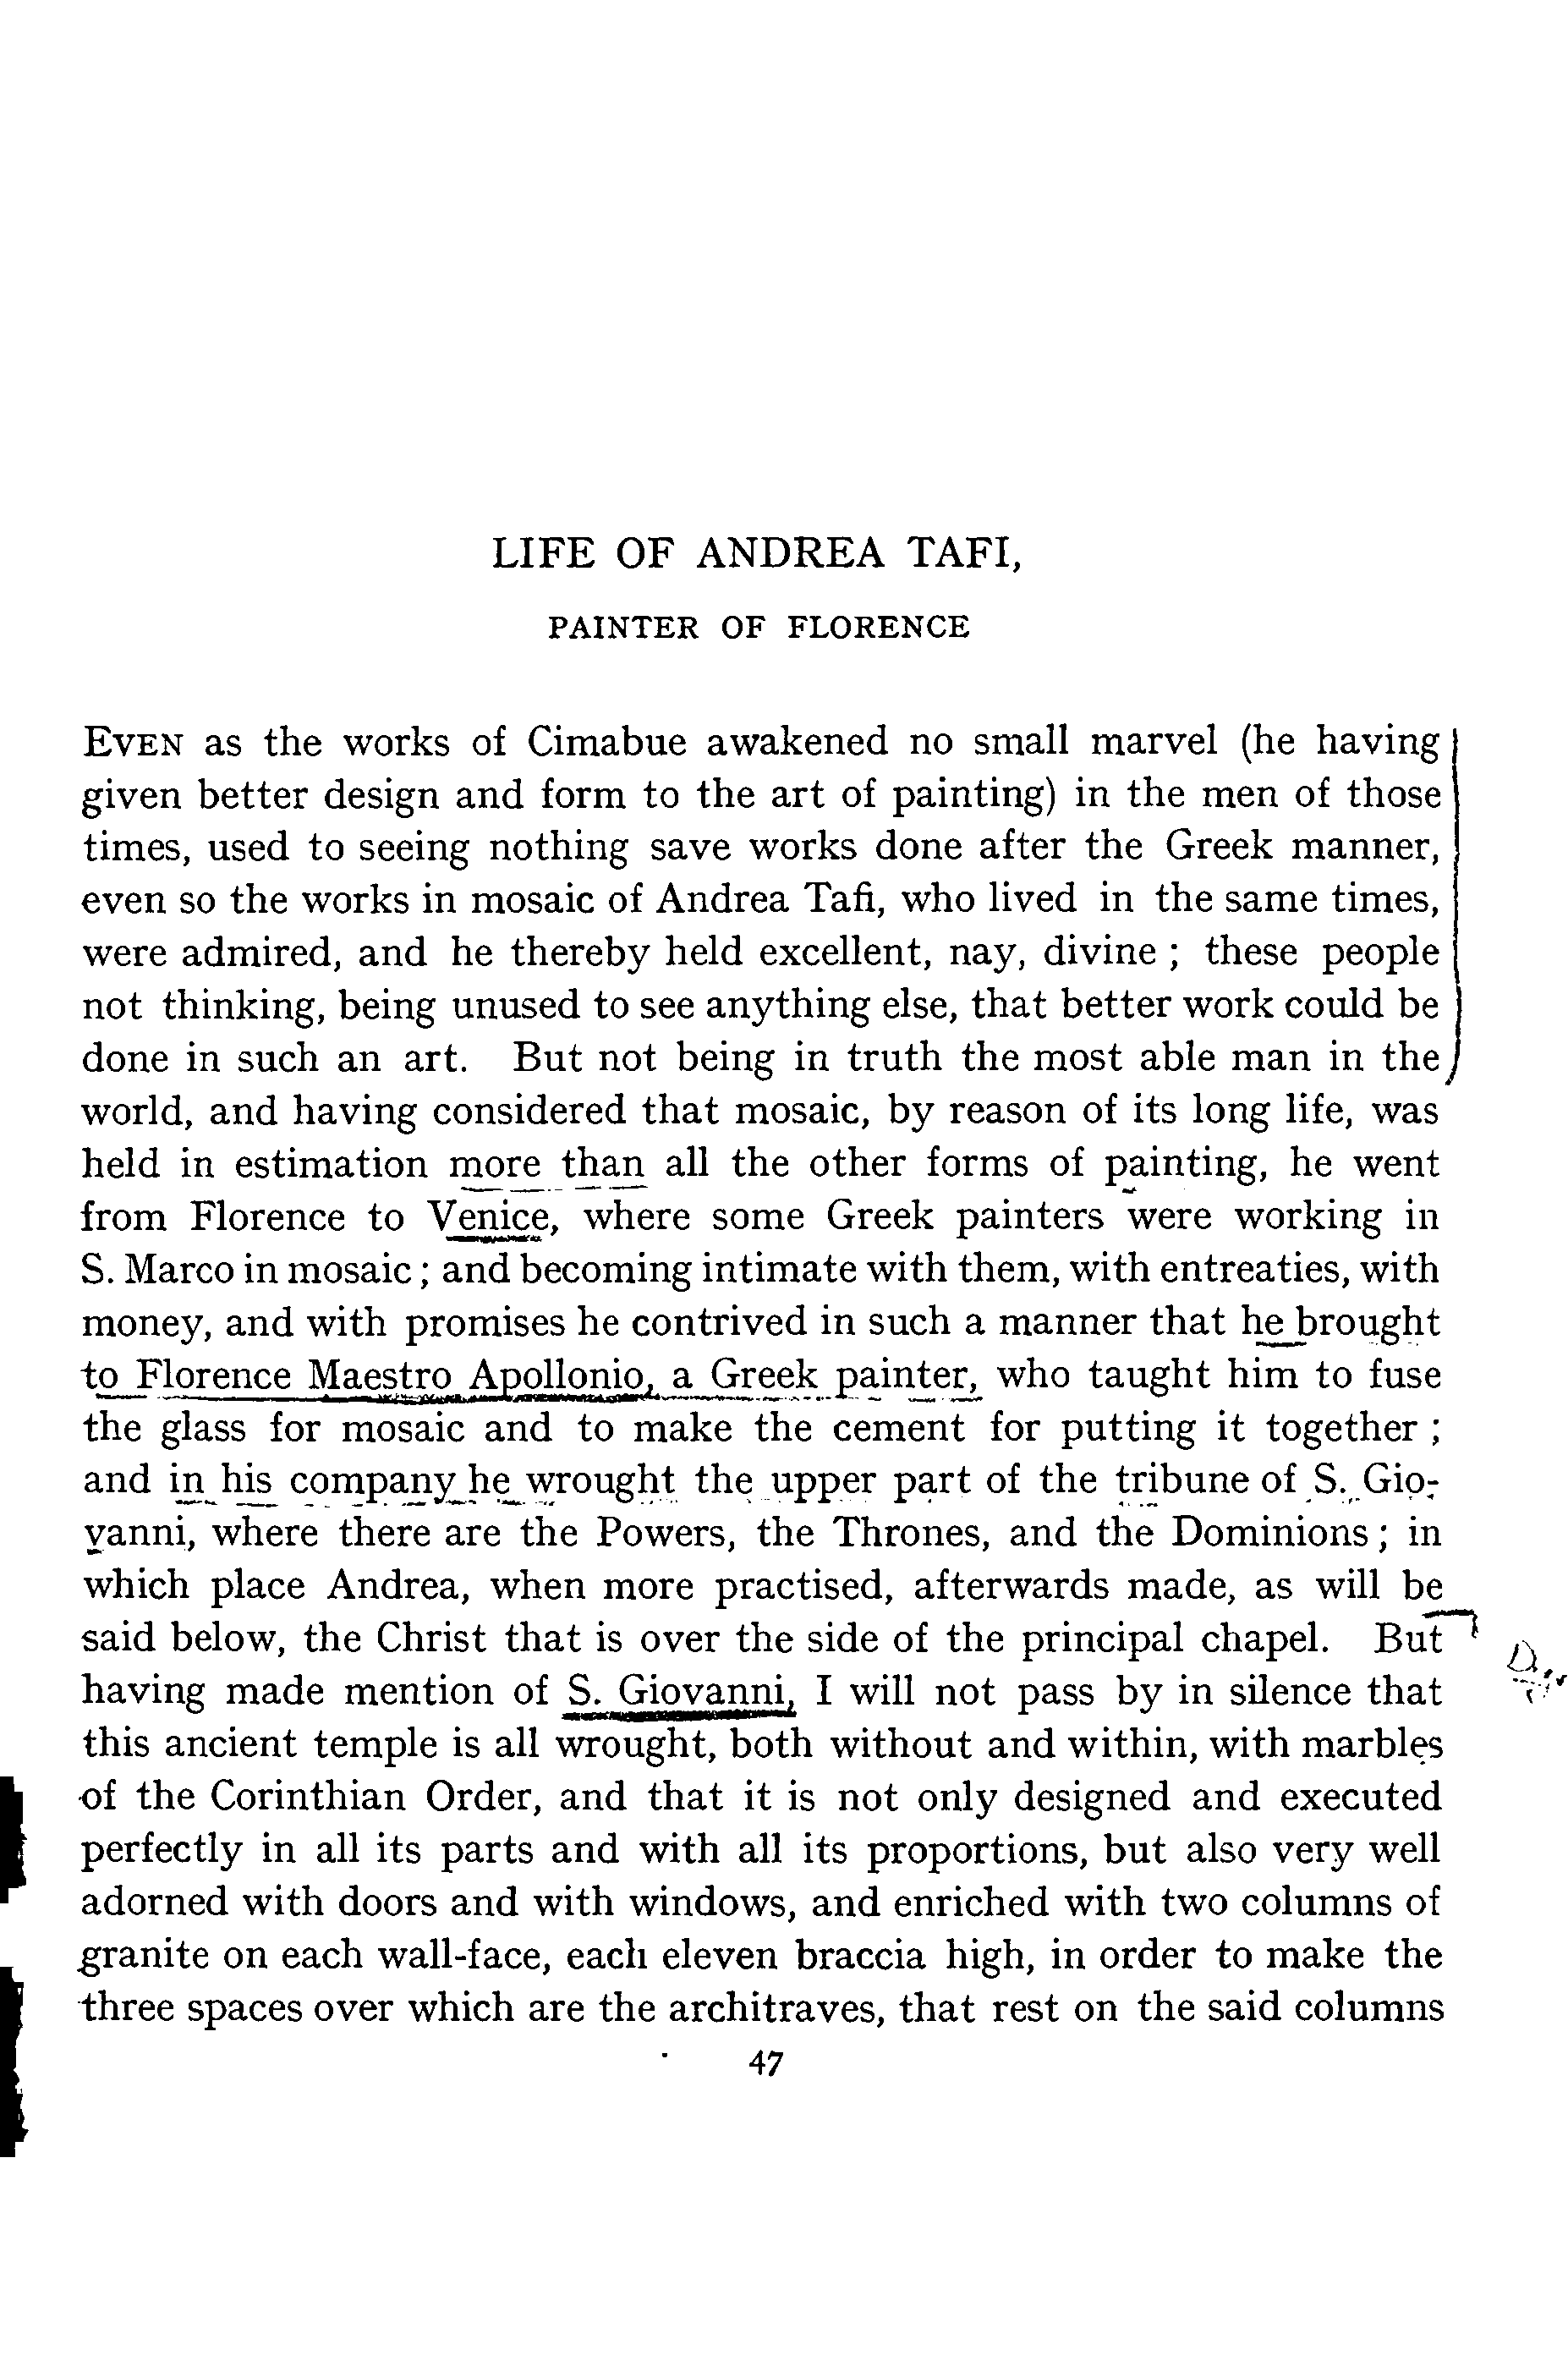 LIFE OF ANDREA TAFI,
PAINTER OF FLORENCE
EVEN as the works of Cimabue awakened no small marvel (he having
given better design and form to the art of painting) in the men of those
times, used to seeing nothing save works done after the Greek manner,
even so the works in mosaic of Andrea Tafi, who lived in the same times,
were admired, and he thereby held excellent, nay, divine ; these people
not thinking, being unused to see anything else, that better work could be
done in such an art. But not being in truth the most able man in the
world, and having considered that mosaic, by reason of its long life, was
held in estimation more than all the other forms of painting, he went
from Florence to Venice, where some Greek painters were working in
S. Marco in mosaic ; and becoming intimate with them, with entreaties, with
money, and with promises he contrived in such a manner that he brought
to Florence Maestro Apollonio, a Greek painter, who taught him to fuse
the glass for mosaic and to make the cement for putting it together ;
and in his company he wrought the upper part of the tribune of S. Gio-
vanni, where there are the Powers, the Thrones, and the Dominions ; in
which place Andrea, when more practised, afterwards made, as will be
said below, the Christ that is over the side of the principal chapel. But
having made mention of S. Giovanni, I will not pass by in silence that
this ancient temple is all wrought, both without and within, with marbles
of the Corinthian Order, and that it is not only designed and executed
perfectly in all its parts and with all its proportions, but also very well
adorned with doors and with windows, and enriched with two columns of
granite on each wall-face, each eleven braccia high, in order to make the
three spaces over which are the architraves, that rest on the said columns
47